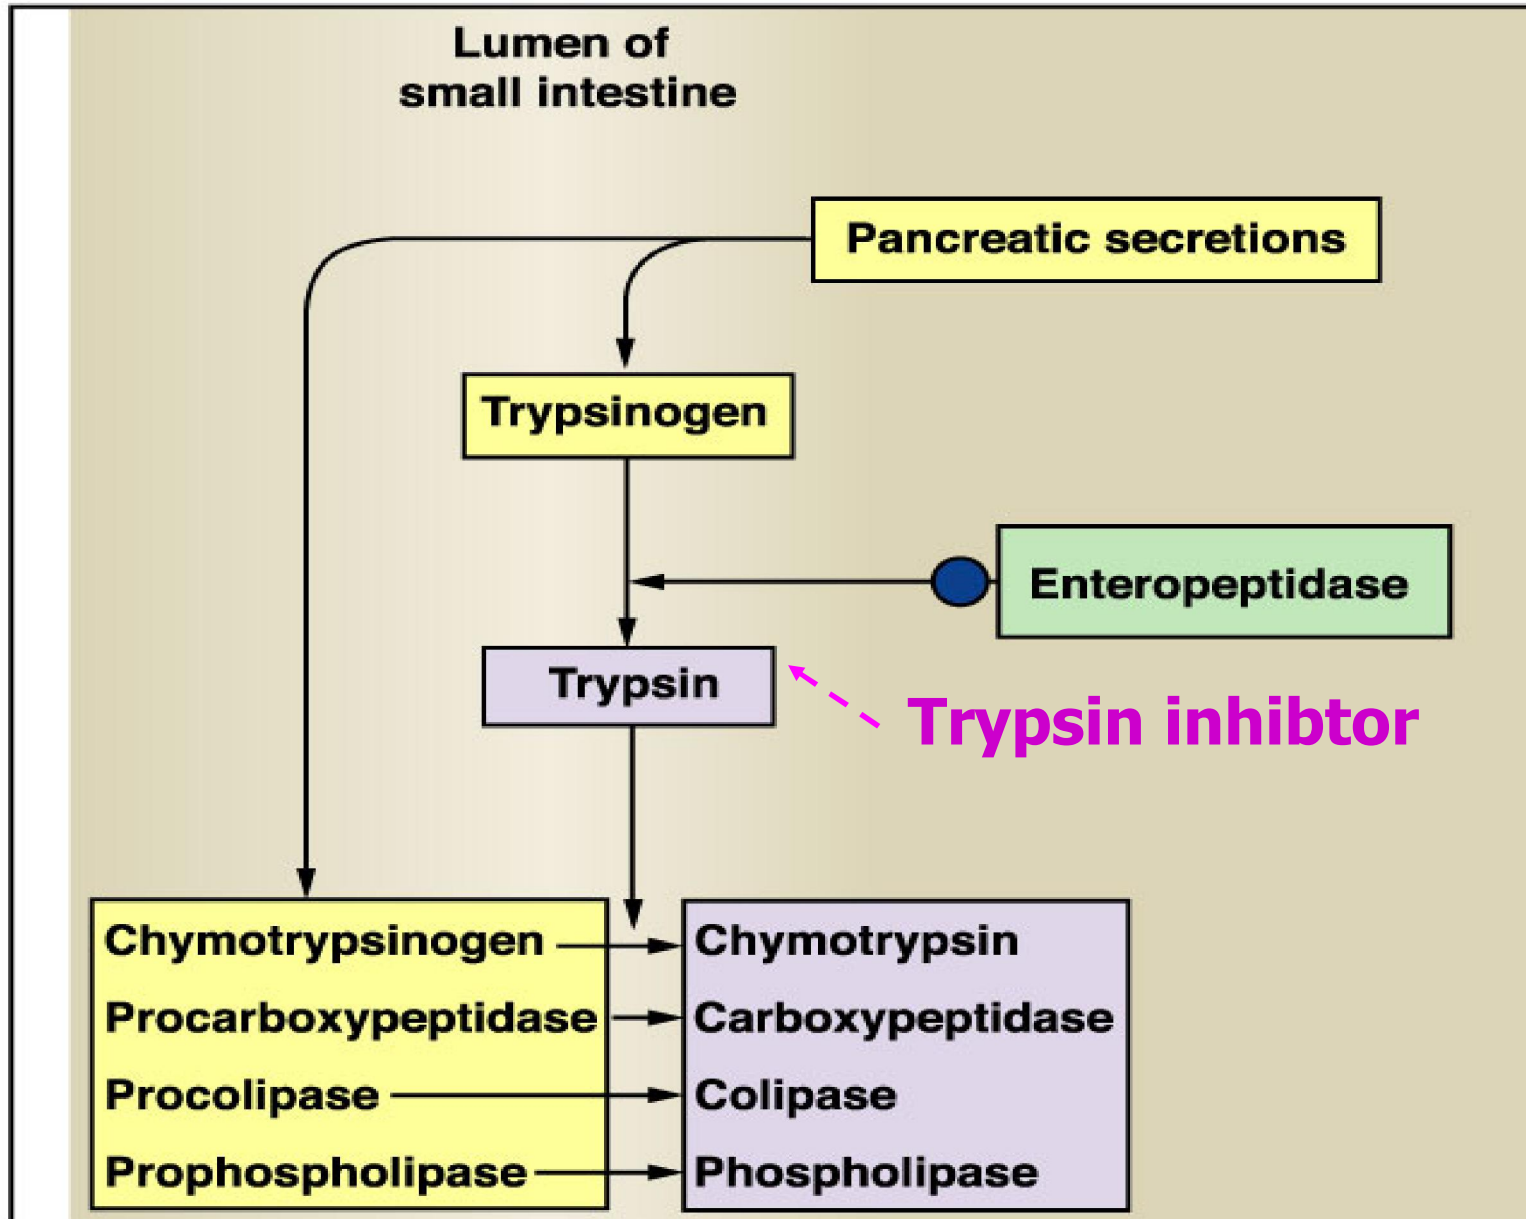 Lumen of
small intestine
Pancreatic secretions
Trypsinogen
Enteropeptidase
Trypsin
Trypsin inhibtor
Chymotrypsinogen
Procarboxypeptidase
Procolipase
Prophospholipase
Chymotrypsin
Carboxypeptidase
Colipase
Phospholipase